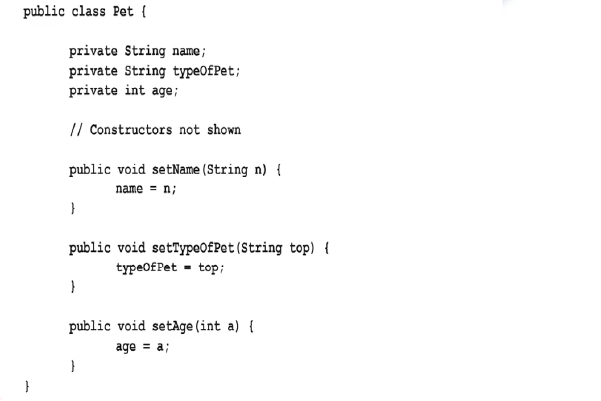 public class Pet {
private String name;
private String typeOfPet;
private int age;
// Constructors not shown
public void setName(String n) {
name = n;
}
public void setTypeOfPet(String top) {
typeOfPet = top;
}
public void setAge(int a) {
age = a;
}
}